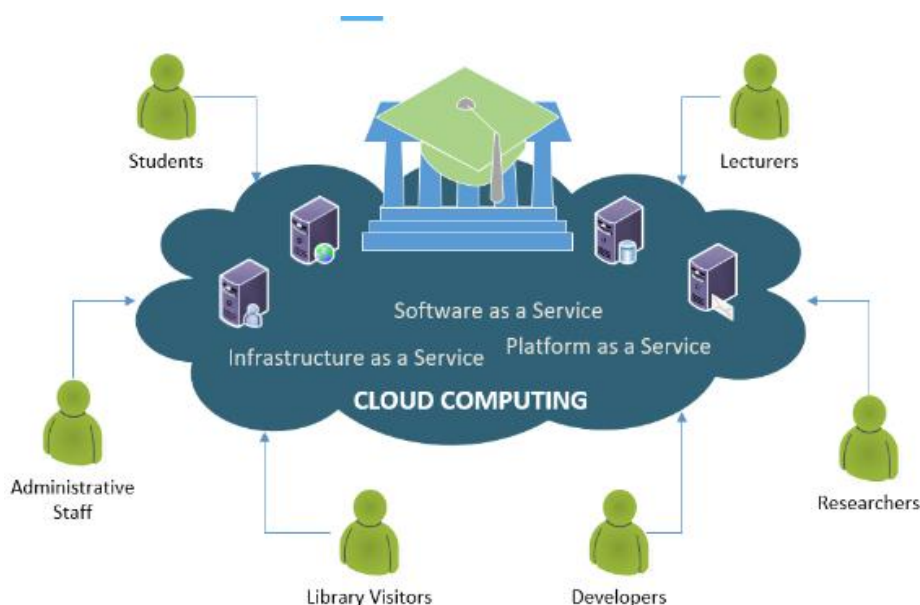 Students
Lecturers
Software as a Service
Infrastructure as a Service
Platform as a Service
CLOUD COMPUTING
Administrative
Staff
Researchers
Library Visitors
Developers